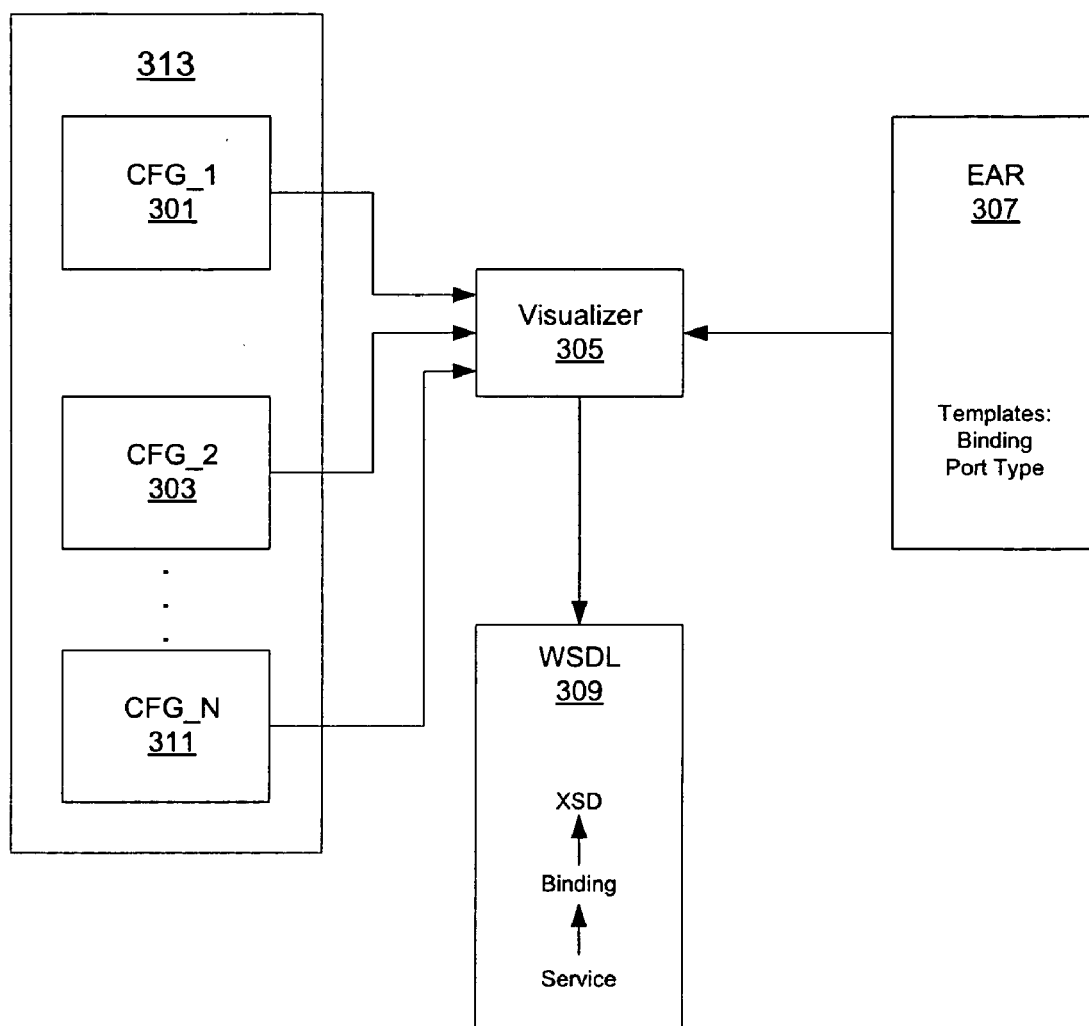 313
CFG_1
301
CFG_2
303
CFG_N
311
Visualizer
305
EAR
307
Templates:
Binding
Port Type
WSDL
309
XSD
Binding
Service